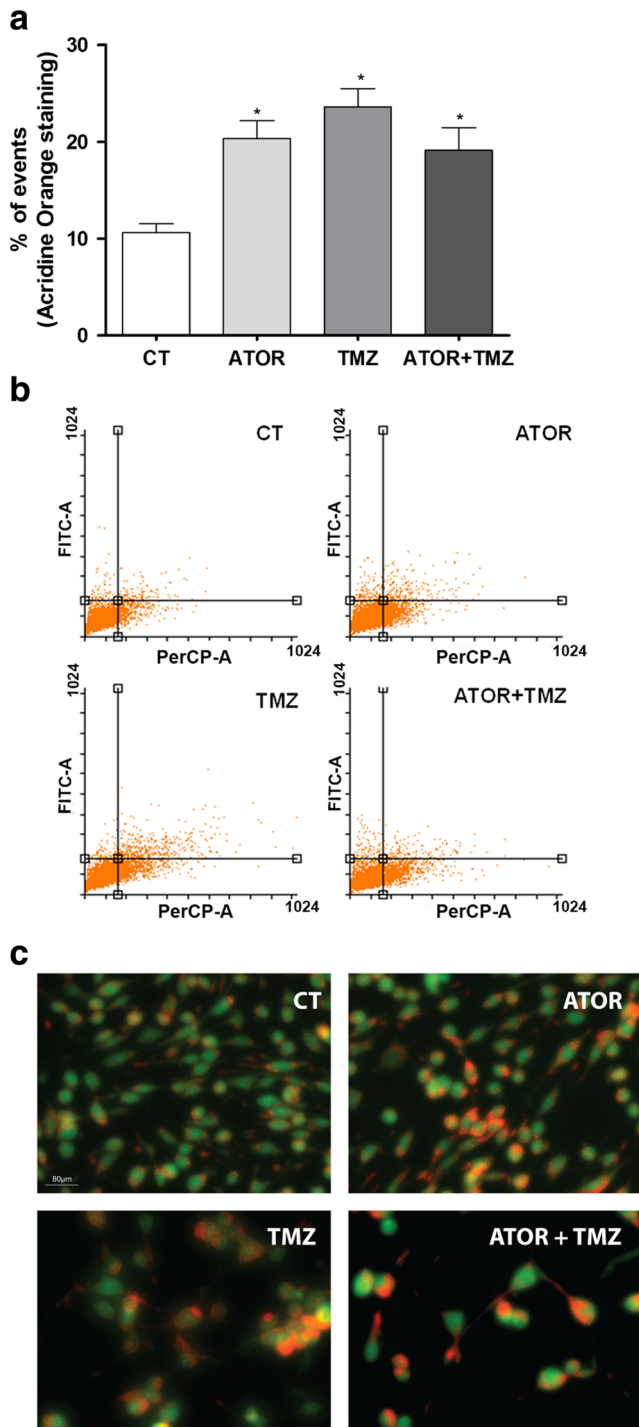 a
% of events
(Acridine Orange staining)
30
20
10
0
*
*
*
CT
ATOR
TMZ
ATOR+TMZ
b
1024
FITC-A
CT
PerCP-A
1024
1024
FITC-A
ATOR
PerCP-A
1024
1024
FITC-A
TMZ
PerCP-A
1024
1024
FITC-A
ATOR+TMZ
PerCP-A
1024
c
CT
80µm
ATOR
TMZ
ATOR + TMZ